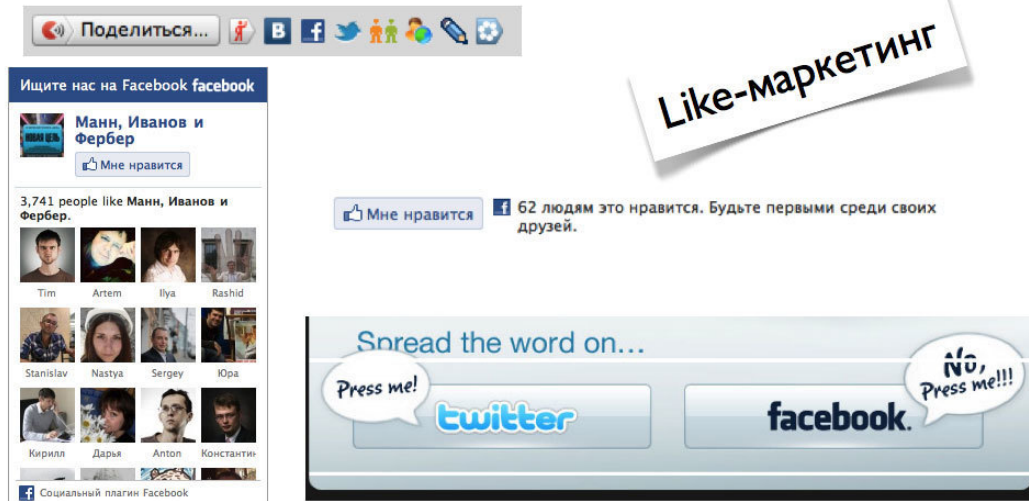 Поделиться...
Like-маркетинг
Ищите нас на Facebook facebook
Манн, Иванов и
Фербер
Мне нравится
3,741 people like Манн, Иванов и
Фербер.
Tim Artem Ilya Rashid
Stanislav Nastya Sergey Юра
Кирилл Дарья Anton Константин
Социальный плагин Facebook
Мне нравится
62 людям это нравится. Будьте первыми среди своих
друзей.
Spread the word on...
Press me!
twitter
No,
Press me!!!
facebook.